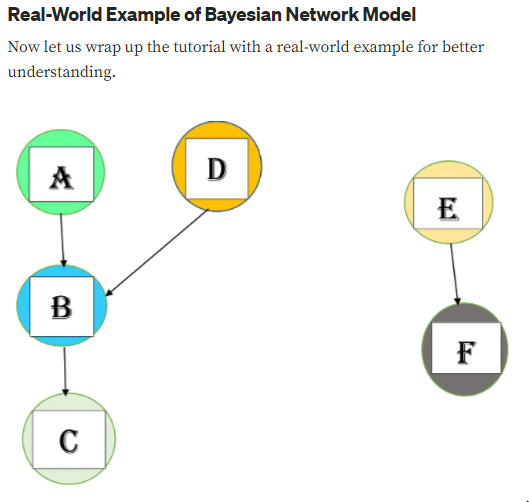 Real-World Example of Bayesian Network Model
Now let us wrap up the tutorial with a real-world example for better
understanding.
A
D
E
B
F
C